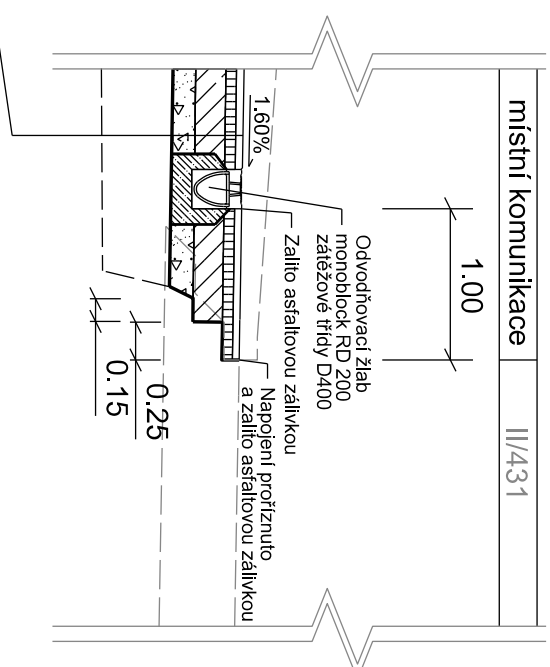 místní komunikace
II/431
1.00
Odvodňovací žlab
monoblock RD 200
zátěžové třídy D400
Zalito asfaltovou zálivkou
Napojení proříznuto
a zalito asfaltovou zálivkou
1.60%
0.25
0.15